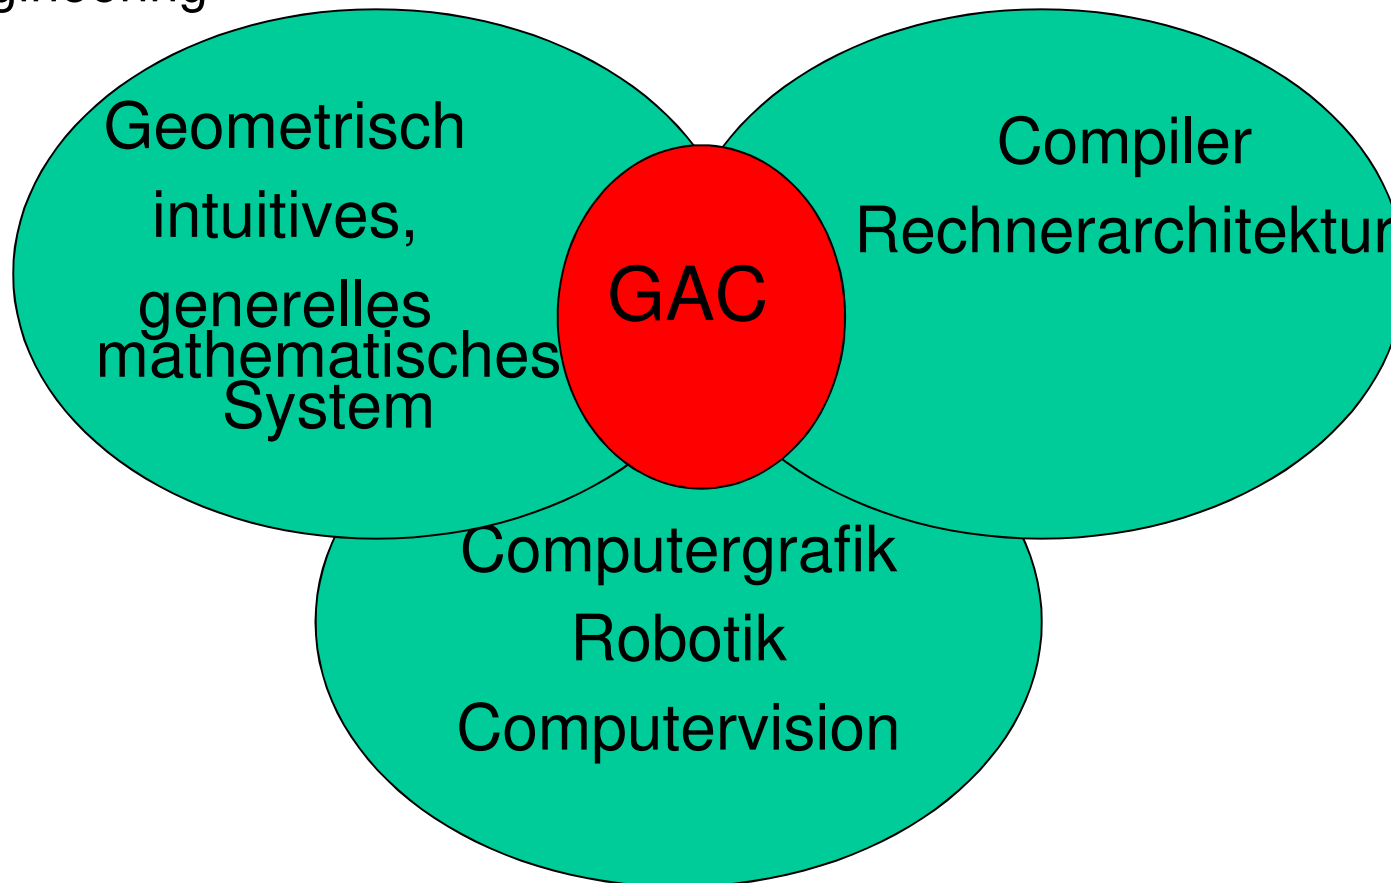 Geometrisch
intuitives,
generelles
mathematisches
System
GAC
Compiler
Rechnerarchitektur
Computergrafik
Robotik
Computervision